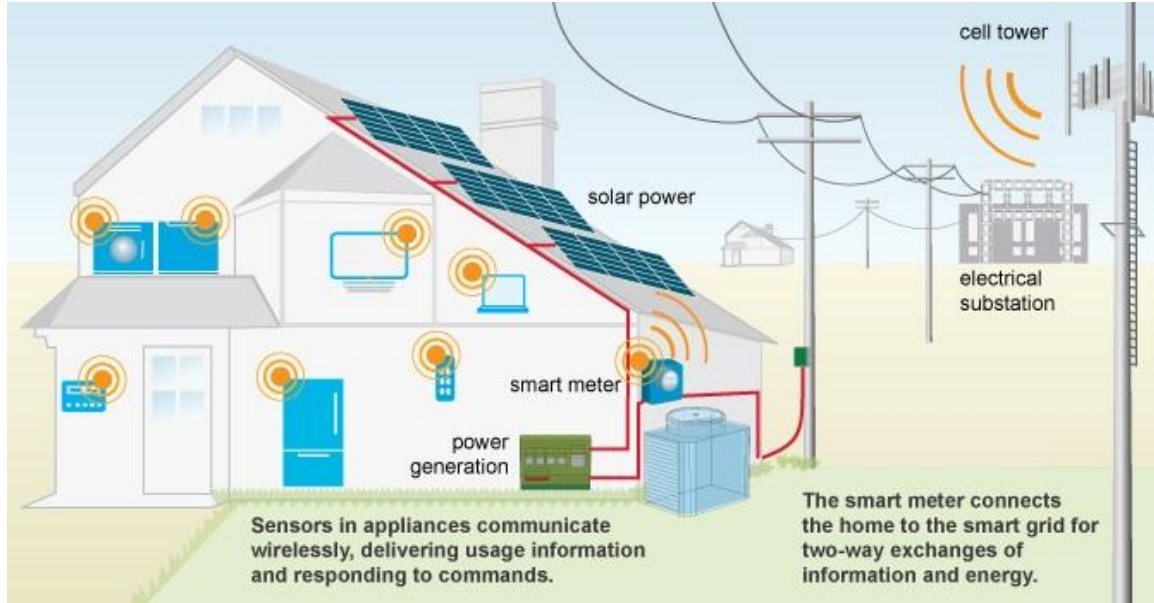 cell tower
solar power
electrical
substation
smart meter
power
generation
Sensors in appliances communicate
wirelessly, delivering usage information
and responding to commands.
The smart meter connects
the home to the smart grid for
two-way exchanges of
information and energy.